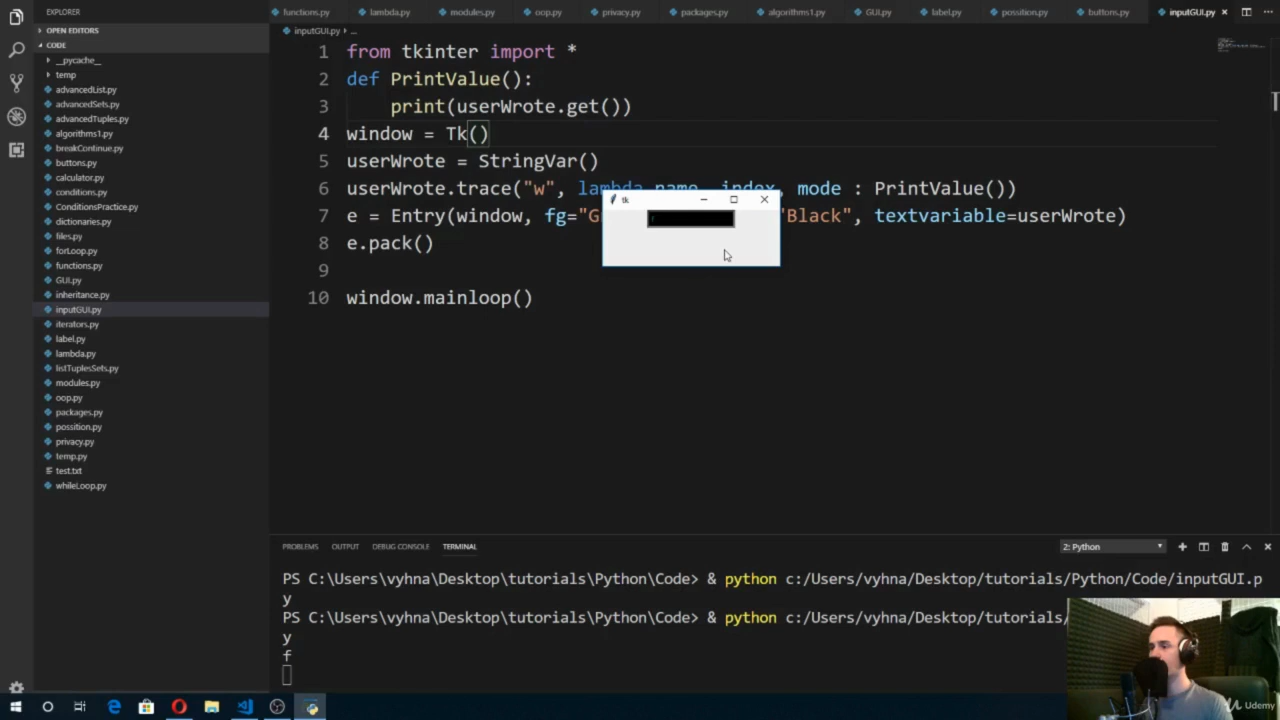 EXPLORER
OPEN EDITORS
CODE
__pycache__
temp
advancedList.py
advancedSets.py
advancedTuples.py
algorithms1.py
breakContinue.py
buttons.py
calculator.py
conditions.py
ConditionsPractice.py
dictionaries.py
files.py
forLoop.py
functions.py
GUI.py
inheritance.py
inputGUI.py
iterators.py
label.py
lambda.py
listTuplesSets.py
modules.py
oop.py
packages.py
possition.py
privacy.py
temp.py
test.txt
whileLoop.py
functions.py lambda.py modules.py oop.py privacy.py packages.py algorithms1.py GUI.py label.py possition.py buttons.py inputGUI.py
inputGUI.py ...
1 from tkinter import *
2 def PrintValue():
3 print(userWrote.get())
4 window = Tk()
5 userWrote = StringVar()
6 userWrote.trace("w", lambda name, index, mode : PrintValue())
7 e = Entry(window, fg="G "Black", textvariable=userWrote)
8 e.pack()
9
10 window.mainloop()
tk
PROBLEMS OUTPUT DEBUG CONSOLE TERMINAL
2: Python
PS C:\Users\vyhna\Desktop\tutorials\Python\Code> & python c:/Users/vyhna/Desktop/tutorials/Python/Code/inputGUI.p
y
PS C:\Users\vyhna\Desktop\tutorials\Python\Code> & python c:/Users/vyhna/Desktop/tutorials/
y
f
Udemy